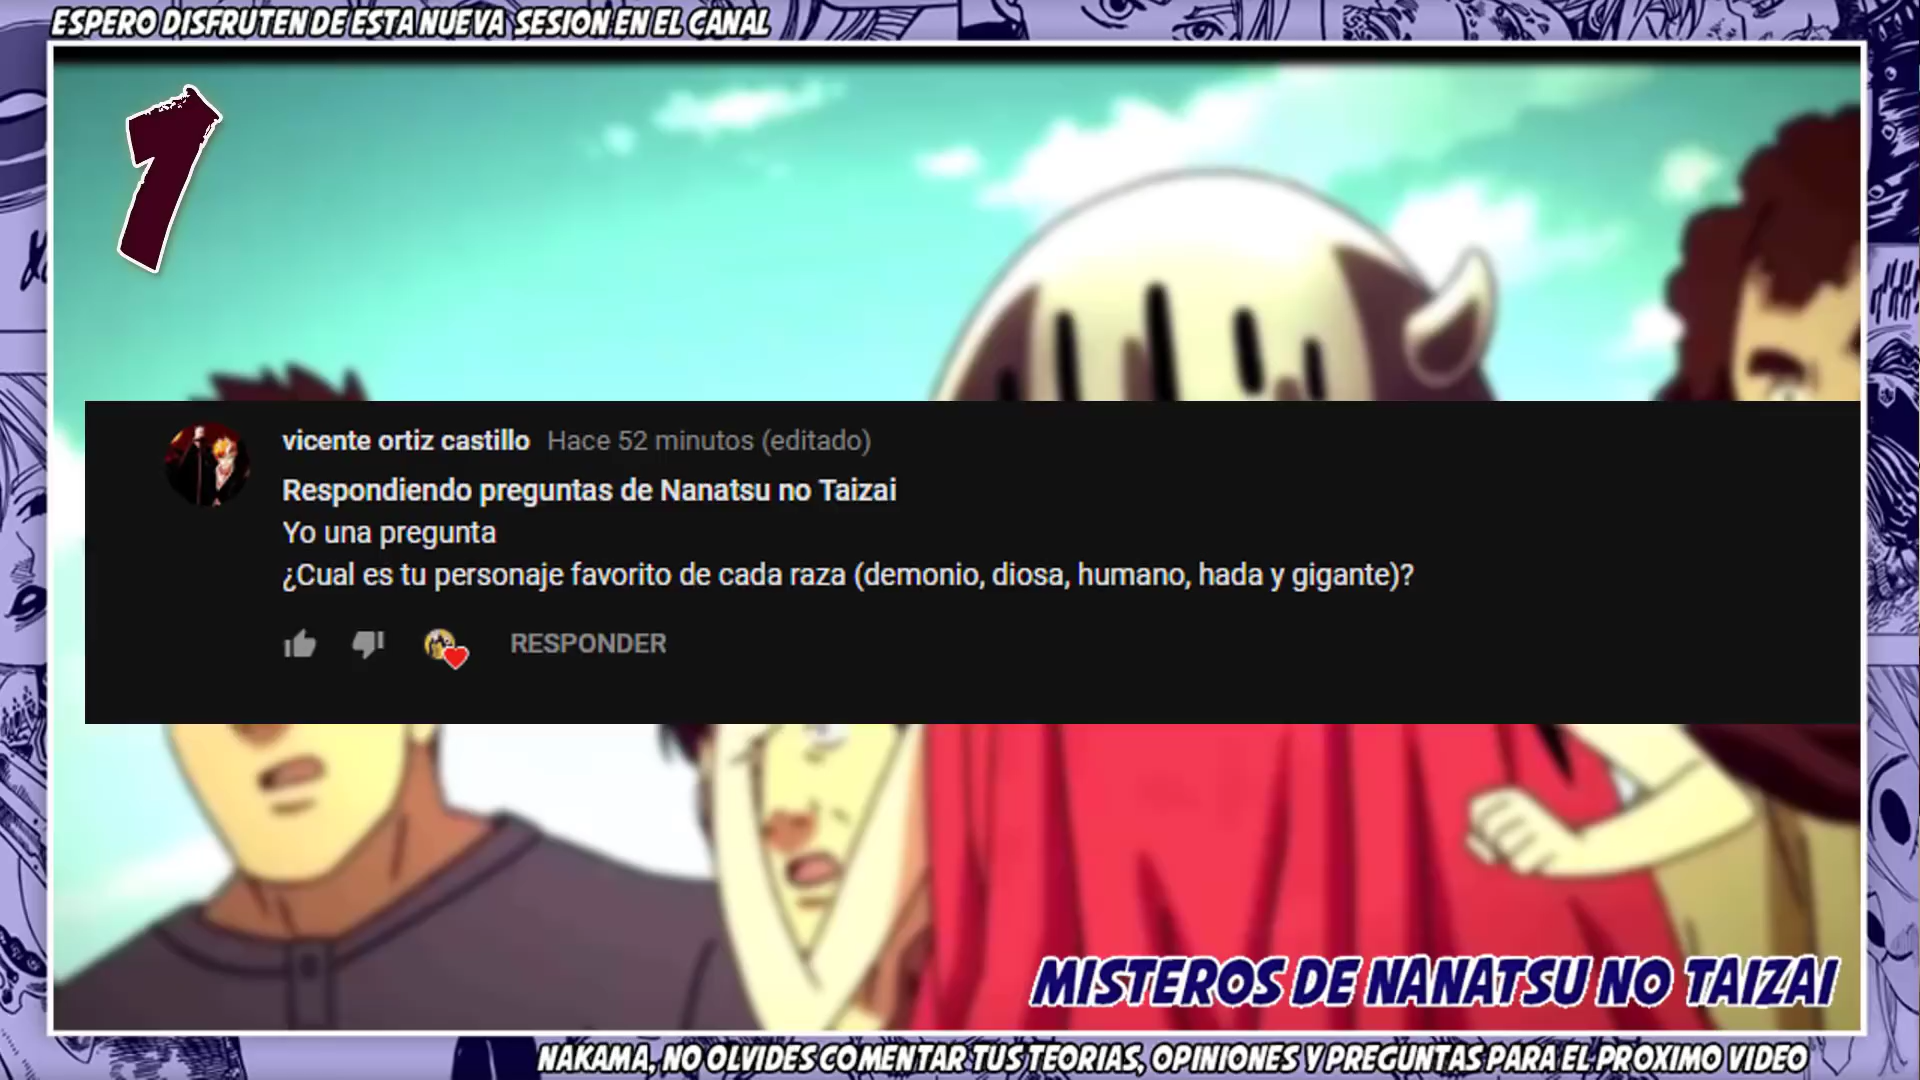 ESPERO DISFRUTEN DE ESTA NUEVA SESION EN EL CANAL
1
vicente ortiz castillo Hace 52 minutos (editado)
Respondiendo preguntas de Nanatsu no Taizai
Yo una pregunta
¿Cual es tu personaje favorito de cada raza (demonio, diosa, humano, hada y gigante)?
RESPONDER
MISTEROS DE NANATSU NO TAIZAI
NAKAMA, NO OLVIDES COMENTAR TUS TEORIAS, OPINIONES Y PREGUNTAS PARA EL PROXIMO VIDEO